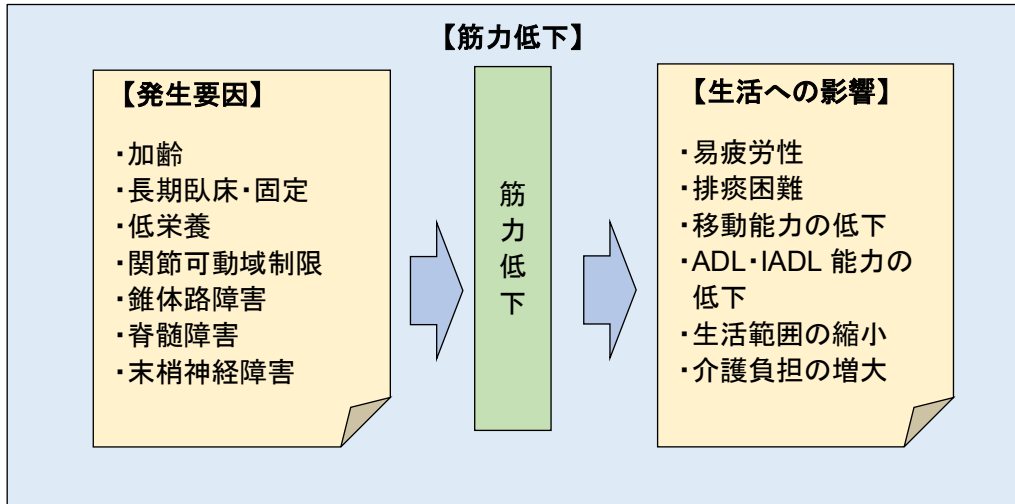 【筋力低下】
【発生要因】
・加齢
・長期臥床・固定
・低栄養
・関節可動域制限
・錐体路障害
・脊髄障害
・末梢神経障害
筋力低下
【生活への影響】
・易疲労性
・排痰困難
・移動能力の低下
・ADL・IADL 能力の
低下
・生活範囲の縮小
・介護負担の増大